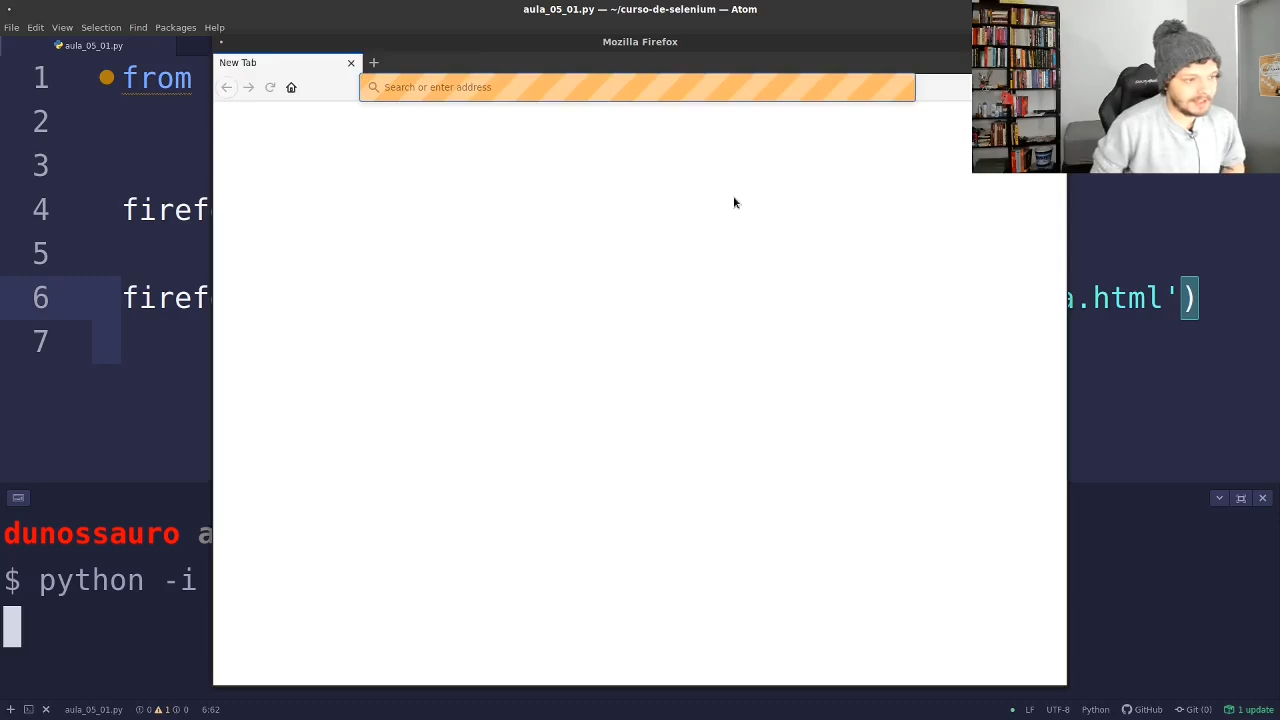 aula_05_01.py — ~/curso-de-selenium — Atom
File Edit View Selection Find Packages Help
aula_05_01.py
Mozilla Firefox
New Tab
Search or enter address
1 from
2
3
4 firef
5
6 firef a.html')
7
dunossauro a
$ python -i
aula_05_01.py 0 1 0 6:62 LF UTF-8 Python GitHub Git (0) 1 update